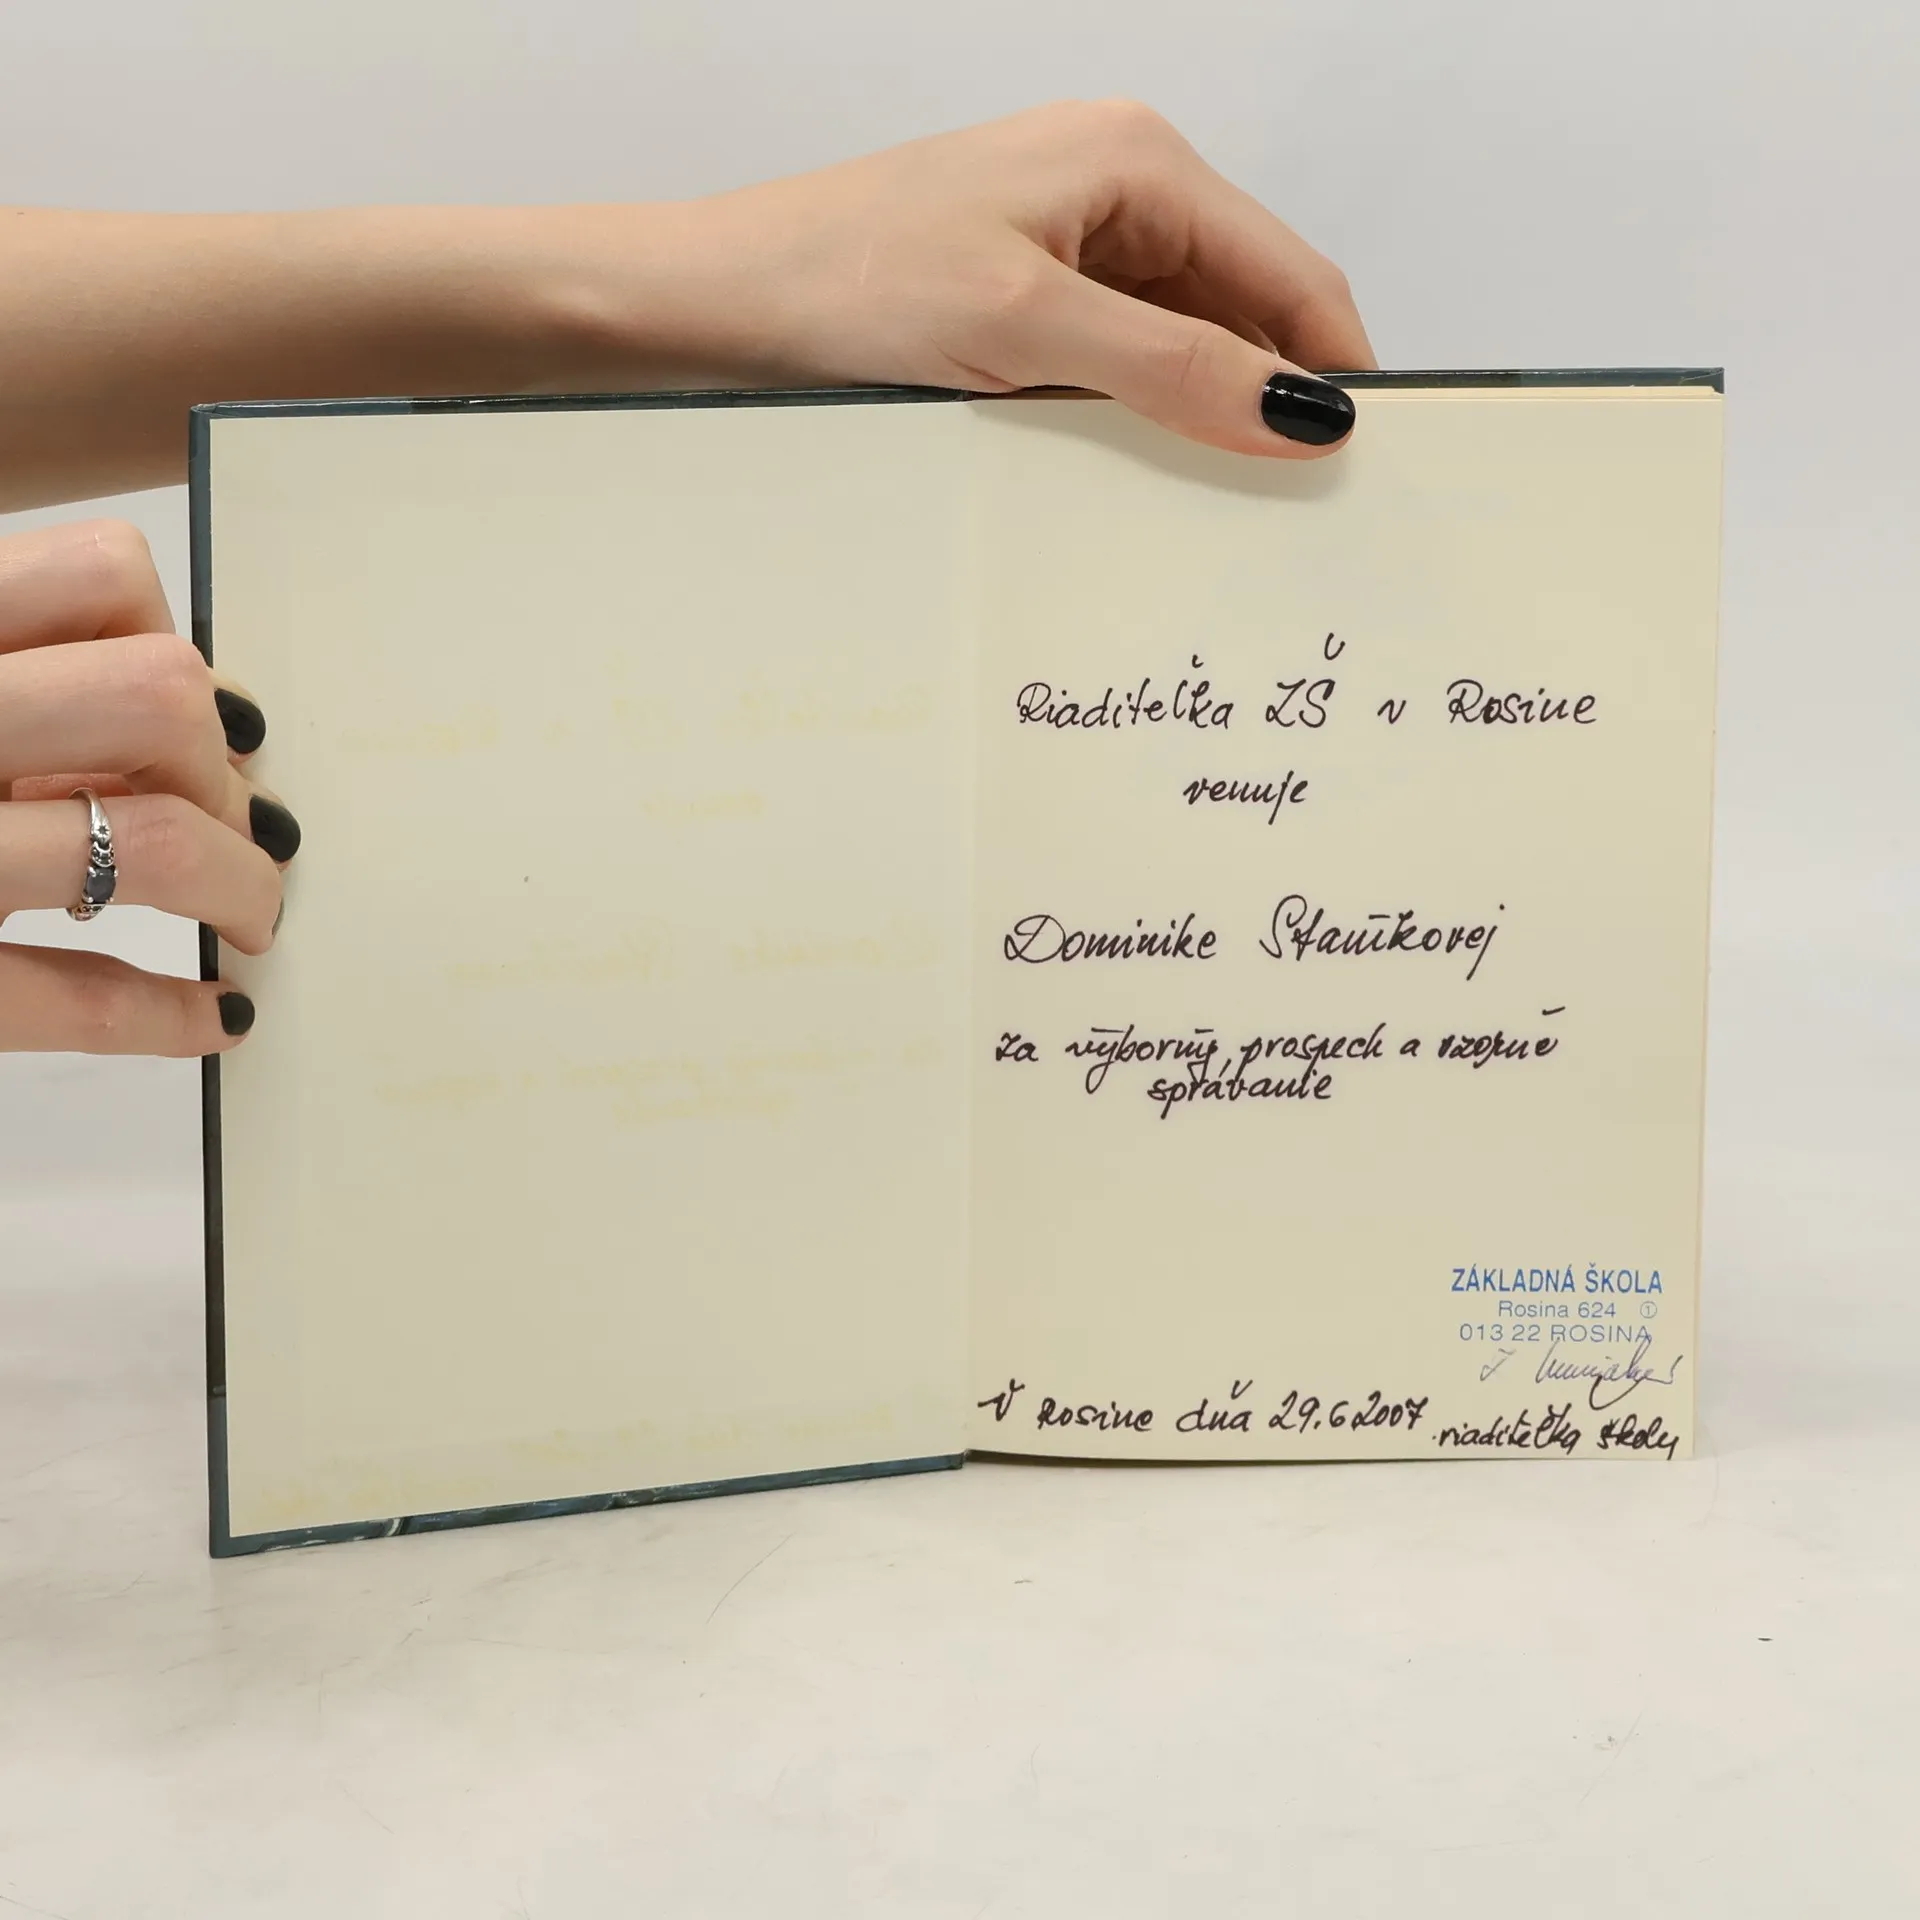 Riaditeľka ZŠ v Rosine
venuje
Dominike Staníkovej
za výborný prospech a vzorné
správanie
ZÁKLADNÁ ŠKOLA
Rosina 624 ①
013 22 ROSINA
V Rosine dňa 29.6 2007
riaditeľka školy